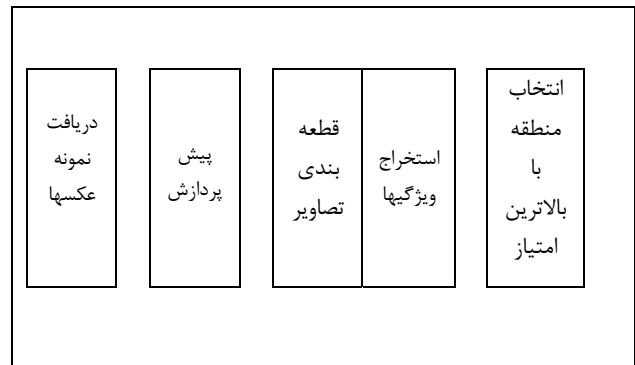 دریافت
نمونه
عکسها
پیش
پردازش
قطعه
بندی
تصاویر
استخراج
ویژگیها
انتخاب
منطقه
با
بالاترین
امتیاز